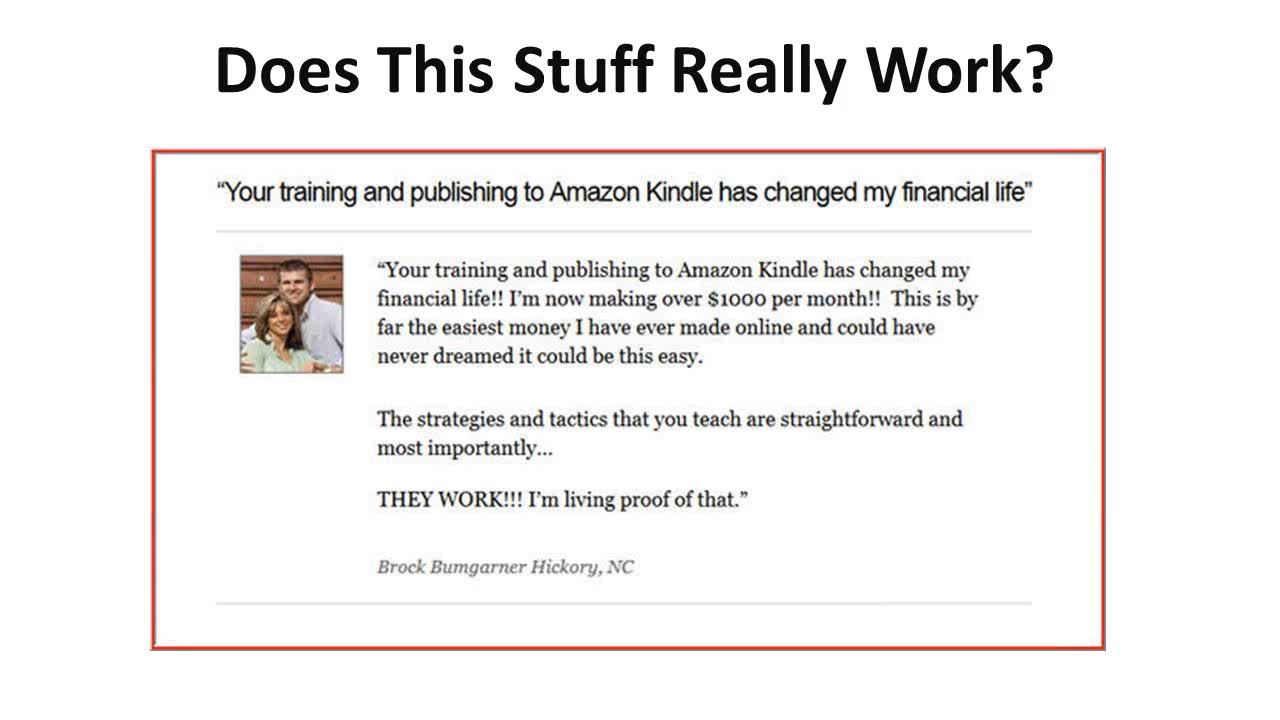 Does This Stuff Really Work?
“Your training and publishing to Amazon Kindle has changed my financial life”
“Your training and publishing to Amazon Kindle has changed my
financial life!! I’m now making over $1000 per month!!  This is by
far the easiest money I have ever made online and could have
never dreamed it could be this easy.
The strategies and tactics that you teach are straightforward and
most importantly...
THEY WORK!!! I’m living proof of that.”
Brock Bumgarner Hickory, NC